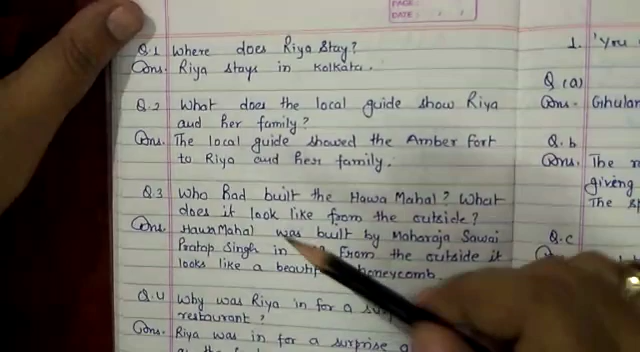 PAGE:
DATE:
Q.1 Where does Riya stay?
Ans. Riya stays in Kolkata.
Q.2 What does the local guide show Riya
and her family?
Ans. The local guide showed the Amber Fort
to Riya and her family.
Q.3 Who had built the Hawa Mahal? What
does it look like from the outside?
Ans. Hawa Mahal was built by Maharaja Sawai
Pratap Singh in From the outside it
looks like a honeycomb.
Q.4 Why was Riya in for a
restaurant?
Ans. Riya was in for a surprise
1. "You
Q.(a)
Ans. Ghulam
Q.b
Ans. The
giving
The
Q.c